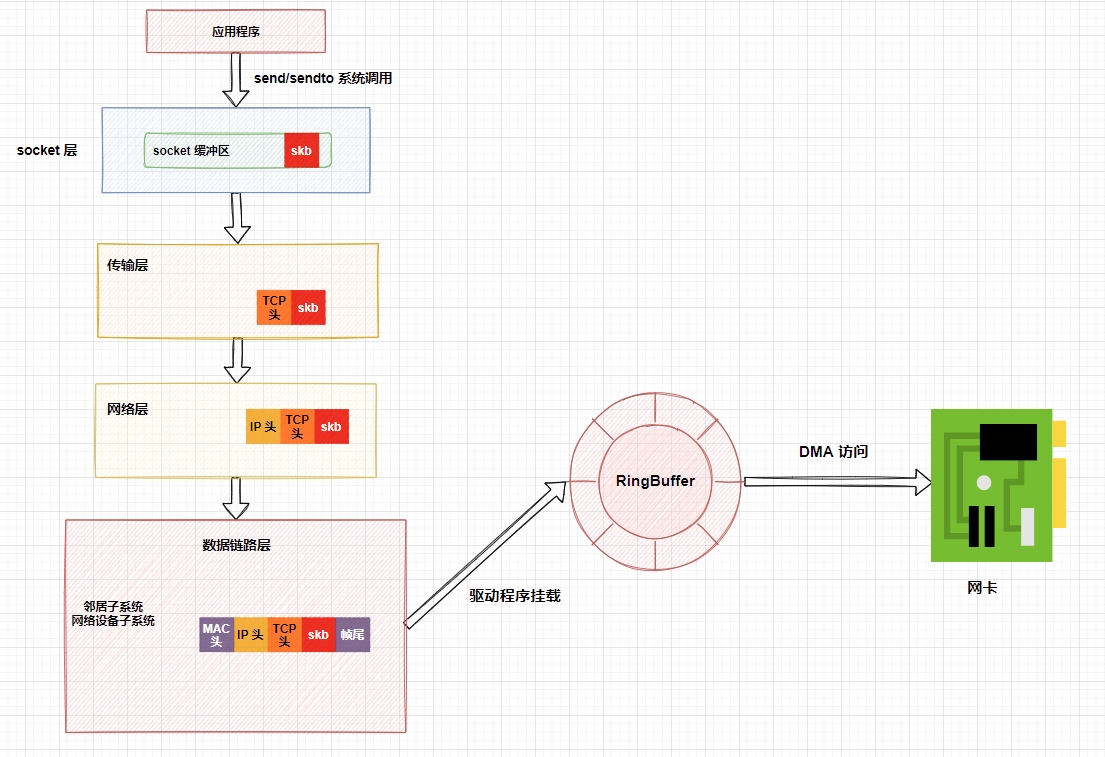 应用程序
send/sendto 系统调用
socket 层
socket 缓冲区
skb
传输层
TCP
头
skb
网络层
IP 头
TCP
头
skb
数据链路层
邻居子系统
网络设备子系统
MAC
头
IP 头
TCP
头
skb
帧尾
驱动程序挂载
RingBuffer
DMA 访问
网卡